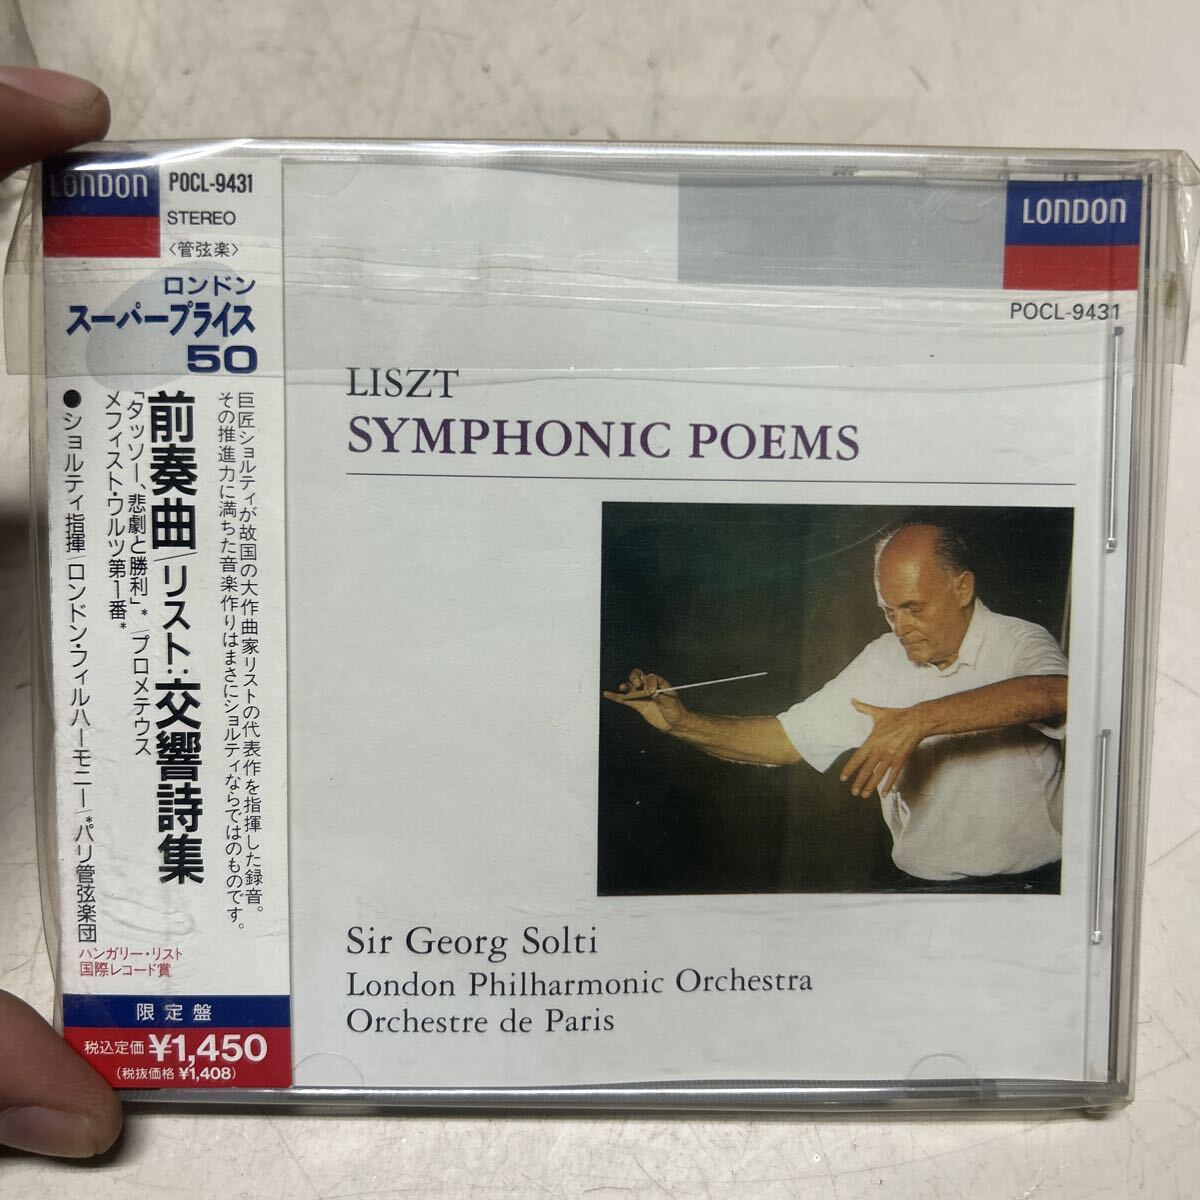 LONDON
POCL-9431
STEREO
〈管弦楽〉
ロンドン
スーパープライス
50
巨匠ショルティが故国の大作曲家リストの代表作を指揮した録音。
その推進力に満ちた音楽作りはまさにショルティならではのものです。
前奏曲/リスト:交響詩集
「タッソー、悲劇と勝利」*/プロメテウス
メフィスト・ワルツ第1番*
●ショルティ指揮/ロンドン・フィルハーモニー/*パリ管弦楽団
ハンガリー・リスト
国際レコード賞
限定盤
税込定価 ¥1,450
(税抜価格 ¥1,408)
LONDON
POCL-9431
LISZT
SYMPHONIC POEMS
Sir Georg Solti
London Philharmonic Orchestra
Orchestre de Paris